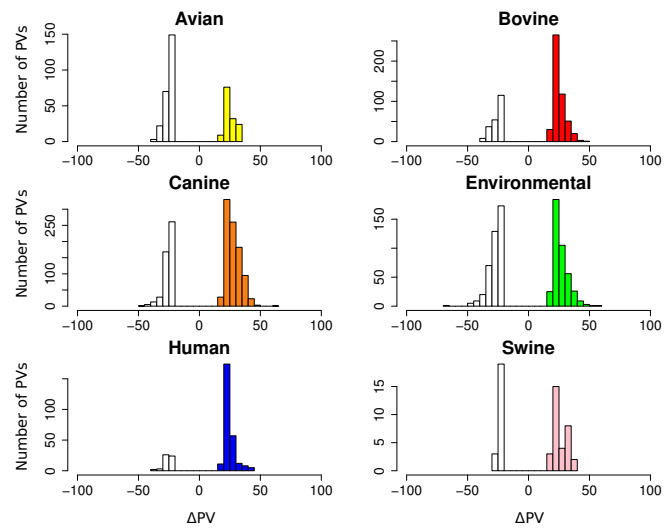 Avian
Number of PVs
0 50 100 150
−100 −50 0 50 100
Bovine
0 100 200
−100 −50 0 50 100
Canine
Number of PVs
0 50 150 250
−100 −50 0 50 100
Environmental
0 50 150
−100 −50 0 50 100
Human
Number of PVs
0 50 100
−100 −50 0 50 100
ΔPV
Swine
0 5 10 15
−100 −50 0 50 100
ΔPV